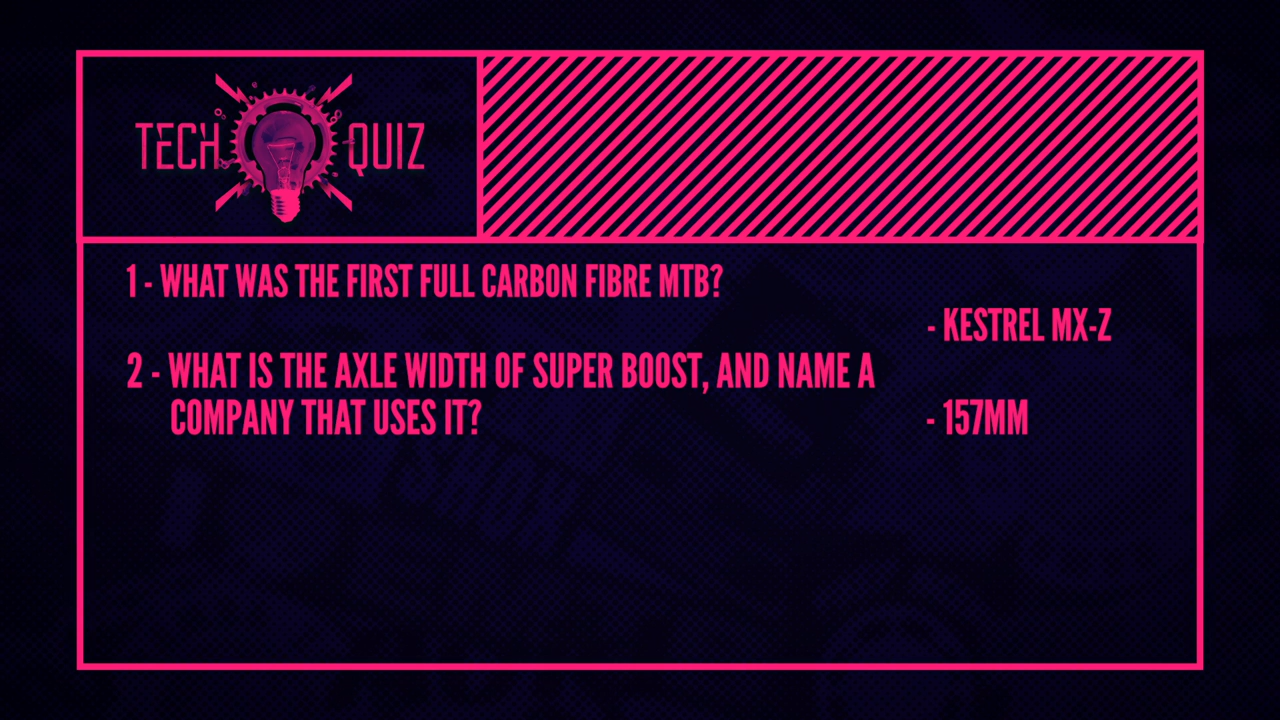 TECH QUIZ
1 - WHAT WAS THE FIRST FULL CARBON FIBRE MTB?
- KESTREL MX-Z
2 - WHAT IS THE AXLE WIDTH OF SUPER BOOST, AND NAME A
COMPANY THAT USES IT?
- 157MM